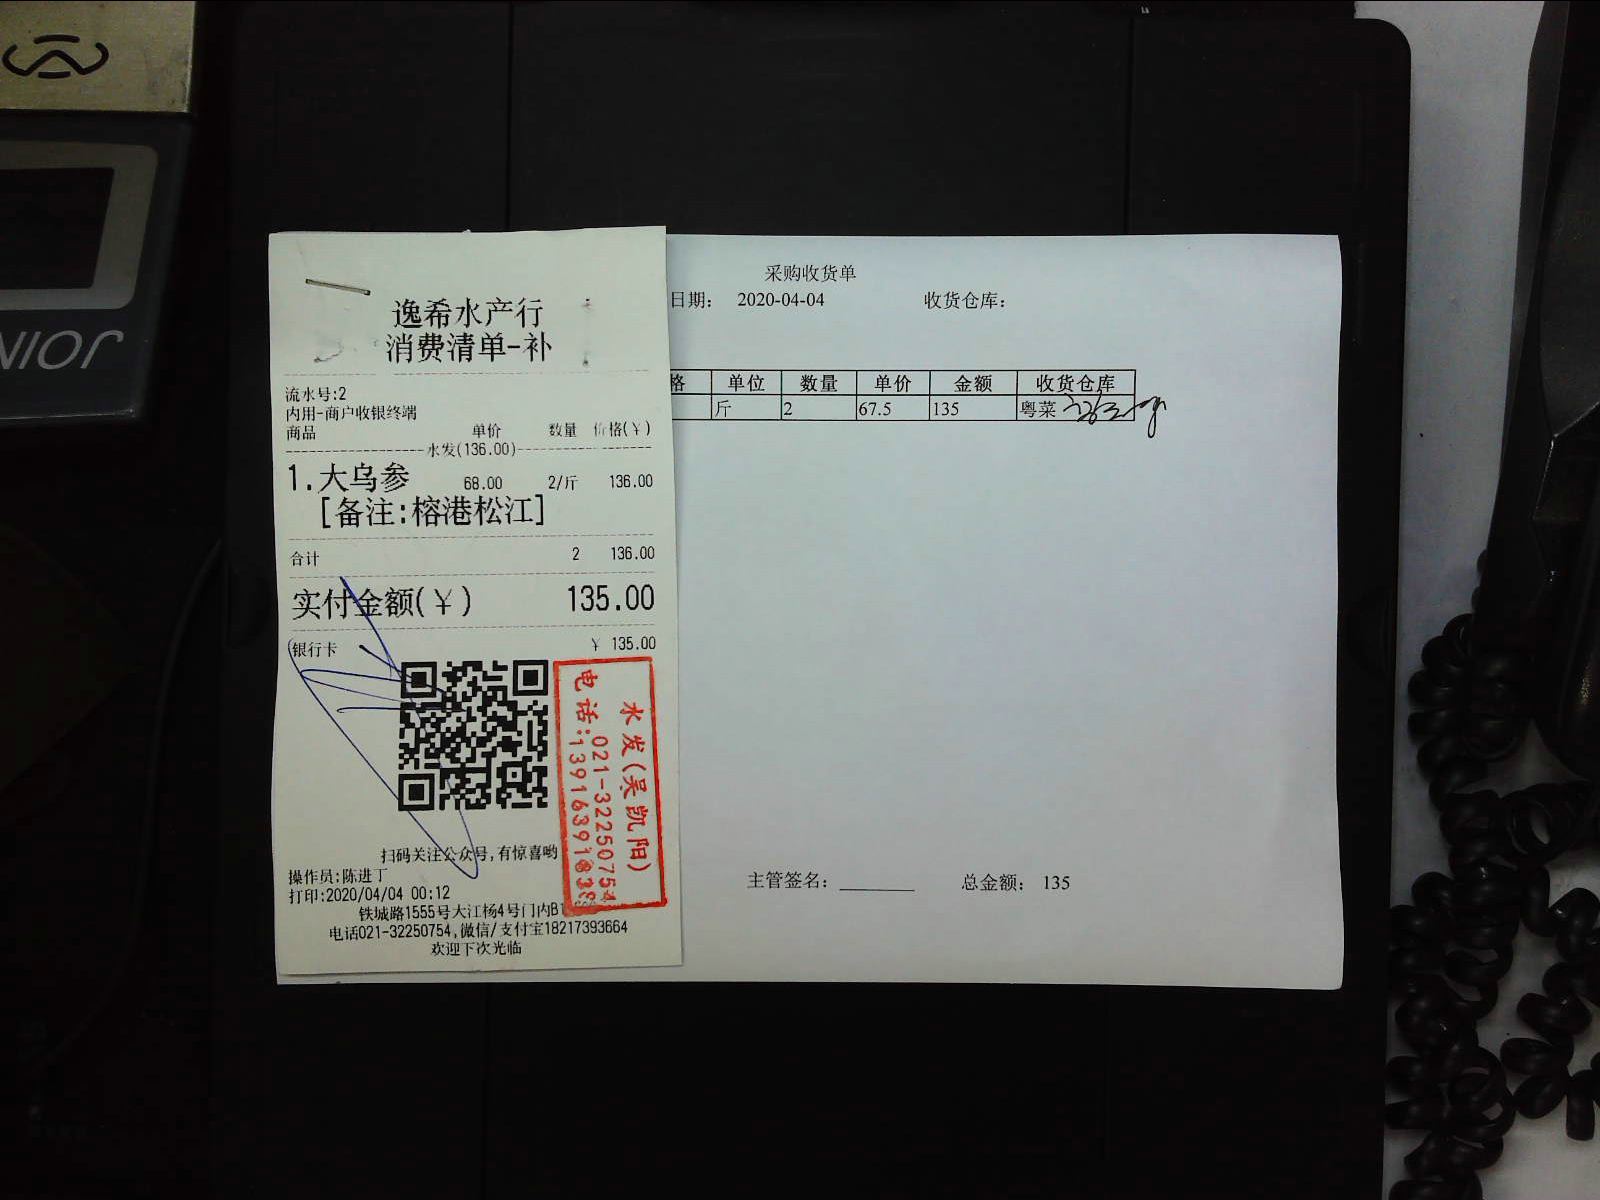 NIOR
逸希水产行
消费清单-补
流水号:2
内用-商户收银终端
商品 单价 数量 价格(¥)
水发(136.00)
1.大乌参 68.00 2/斤 136.00
[备注:榕港松江]
合计 2 136.00
实付金额(¥) 135.00
银行卡 ¥ 135.00
水发(吴凯阳)
电话:021-32250754
13916391838
扫码关注公众号,有惊喜哟
操作员:陈进丁
打印:2020/04/04 00:12
铁城路1555号大江杨4号门内B1
电话021-32250754,微信/支付宝18217393664
欢迎下次光临
采购收货单
日期: 2020-04-04 收货仓库:
格 单位 数量 单价 金额 收货仓库
斤 2 67.5 135 粤菜
主管签名: 总金额: 135